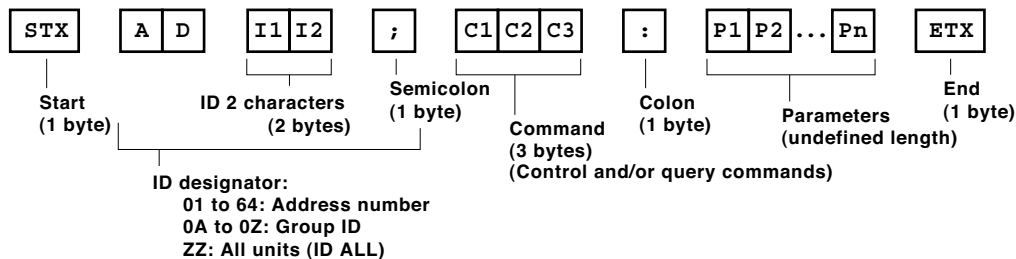 STX A D I1 I2 ; C1 C2 C3 : P1 P2 ... Pn ETX
Start
(1 byte)
ID 2 characters
(2 bytes)
Semicolon
(1 byte)
Command
(3 bytes)
(Control and/or query commands)
Colon
(1 byte)
Parameters
(undefined length)
End
(1 byte)
ID designator:
01 to 64: Address number
0A to 0Z: Group ID
ZZ: All units (ID ALL)